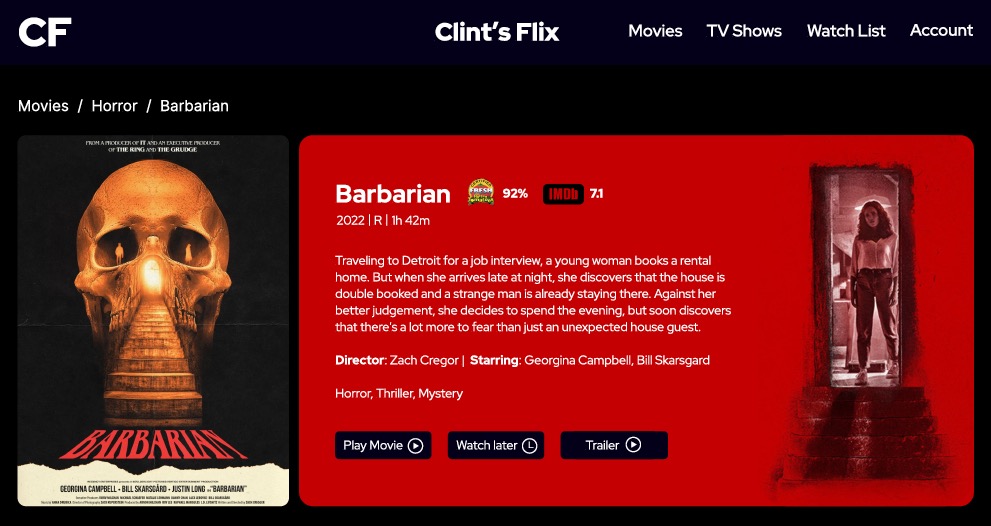 CF
Clint's Flix
Movies
TV Shows
Watch List
Account
Movies / Horror / Barbarian
FROM A PRODUCER OF IT AND AN EXECUTIVE PRODUCER
OF THE RING AND THE GRUDGE
BARBARIAN
GEORGINA CAMPBELL • BILL SKARSGÅRD • JUSTIN LONG IN "BARBARIAN"
Barbarian
FRESH
92%
IMDb
7.1
2022 | R | 1h 42m
Traveling to Detroit for a job interview, a young woman books a rental
home. But when she arrives late at night, she discovers that the house is
double booked and a strange man is already staying there. Against her
better judgement, she decides to spend the evening, but soon discovers
that there's a lot more to fear than just an unexpected house guest.
Director: Zach Cregor | Starring: Georgina Campbell, Bill Skarsgard
Horror, Thriller, Mystery
Play Movie
Watch later
Trailer